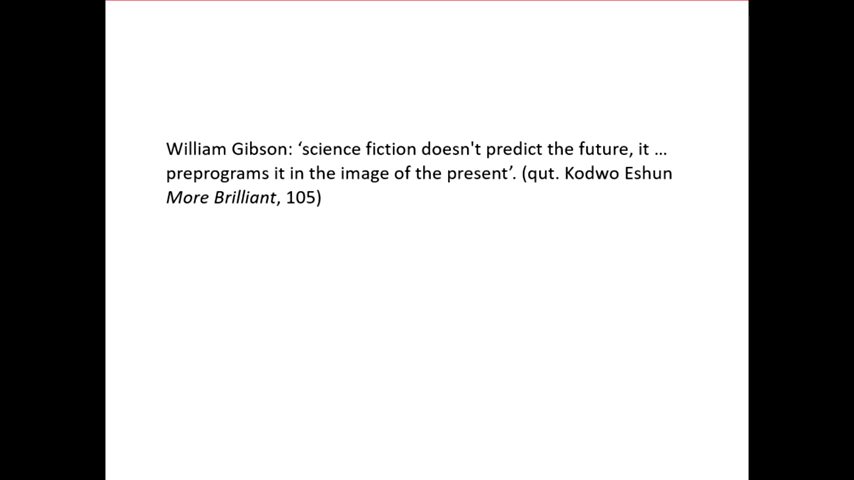 William Gibson: ‘science fiction doesn't predict the future, it …
preprograms it in the image of the present’. (qut. Kodwo Eshun
More Brilliant, 105)